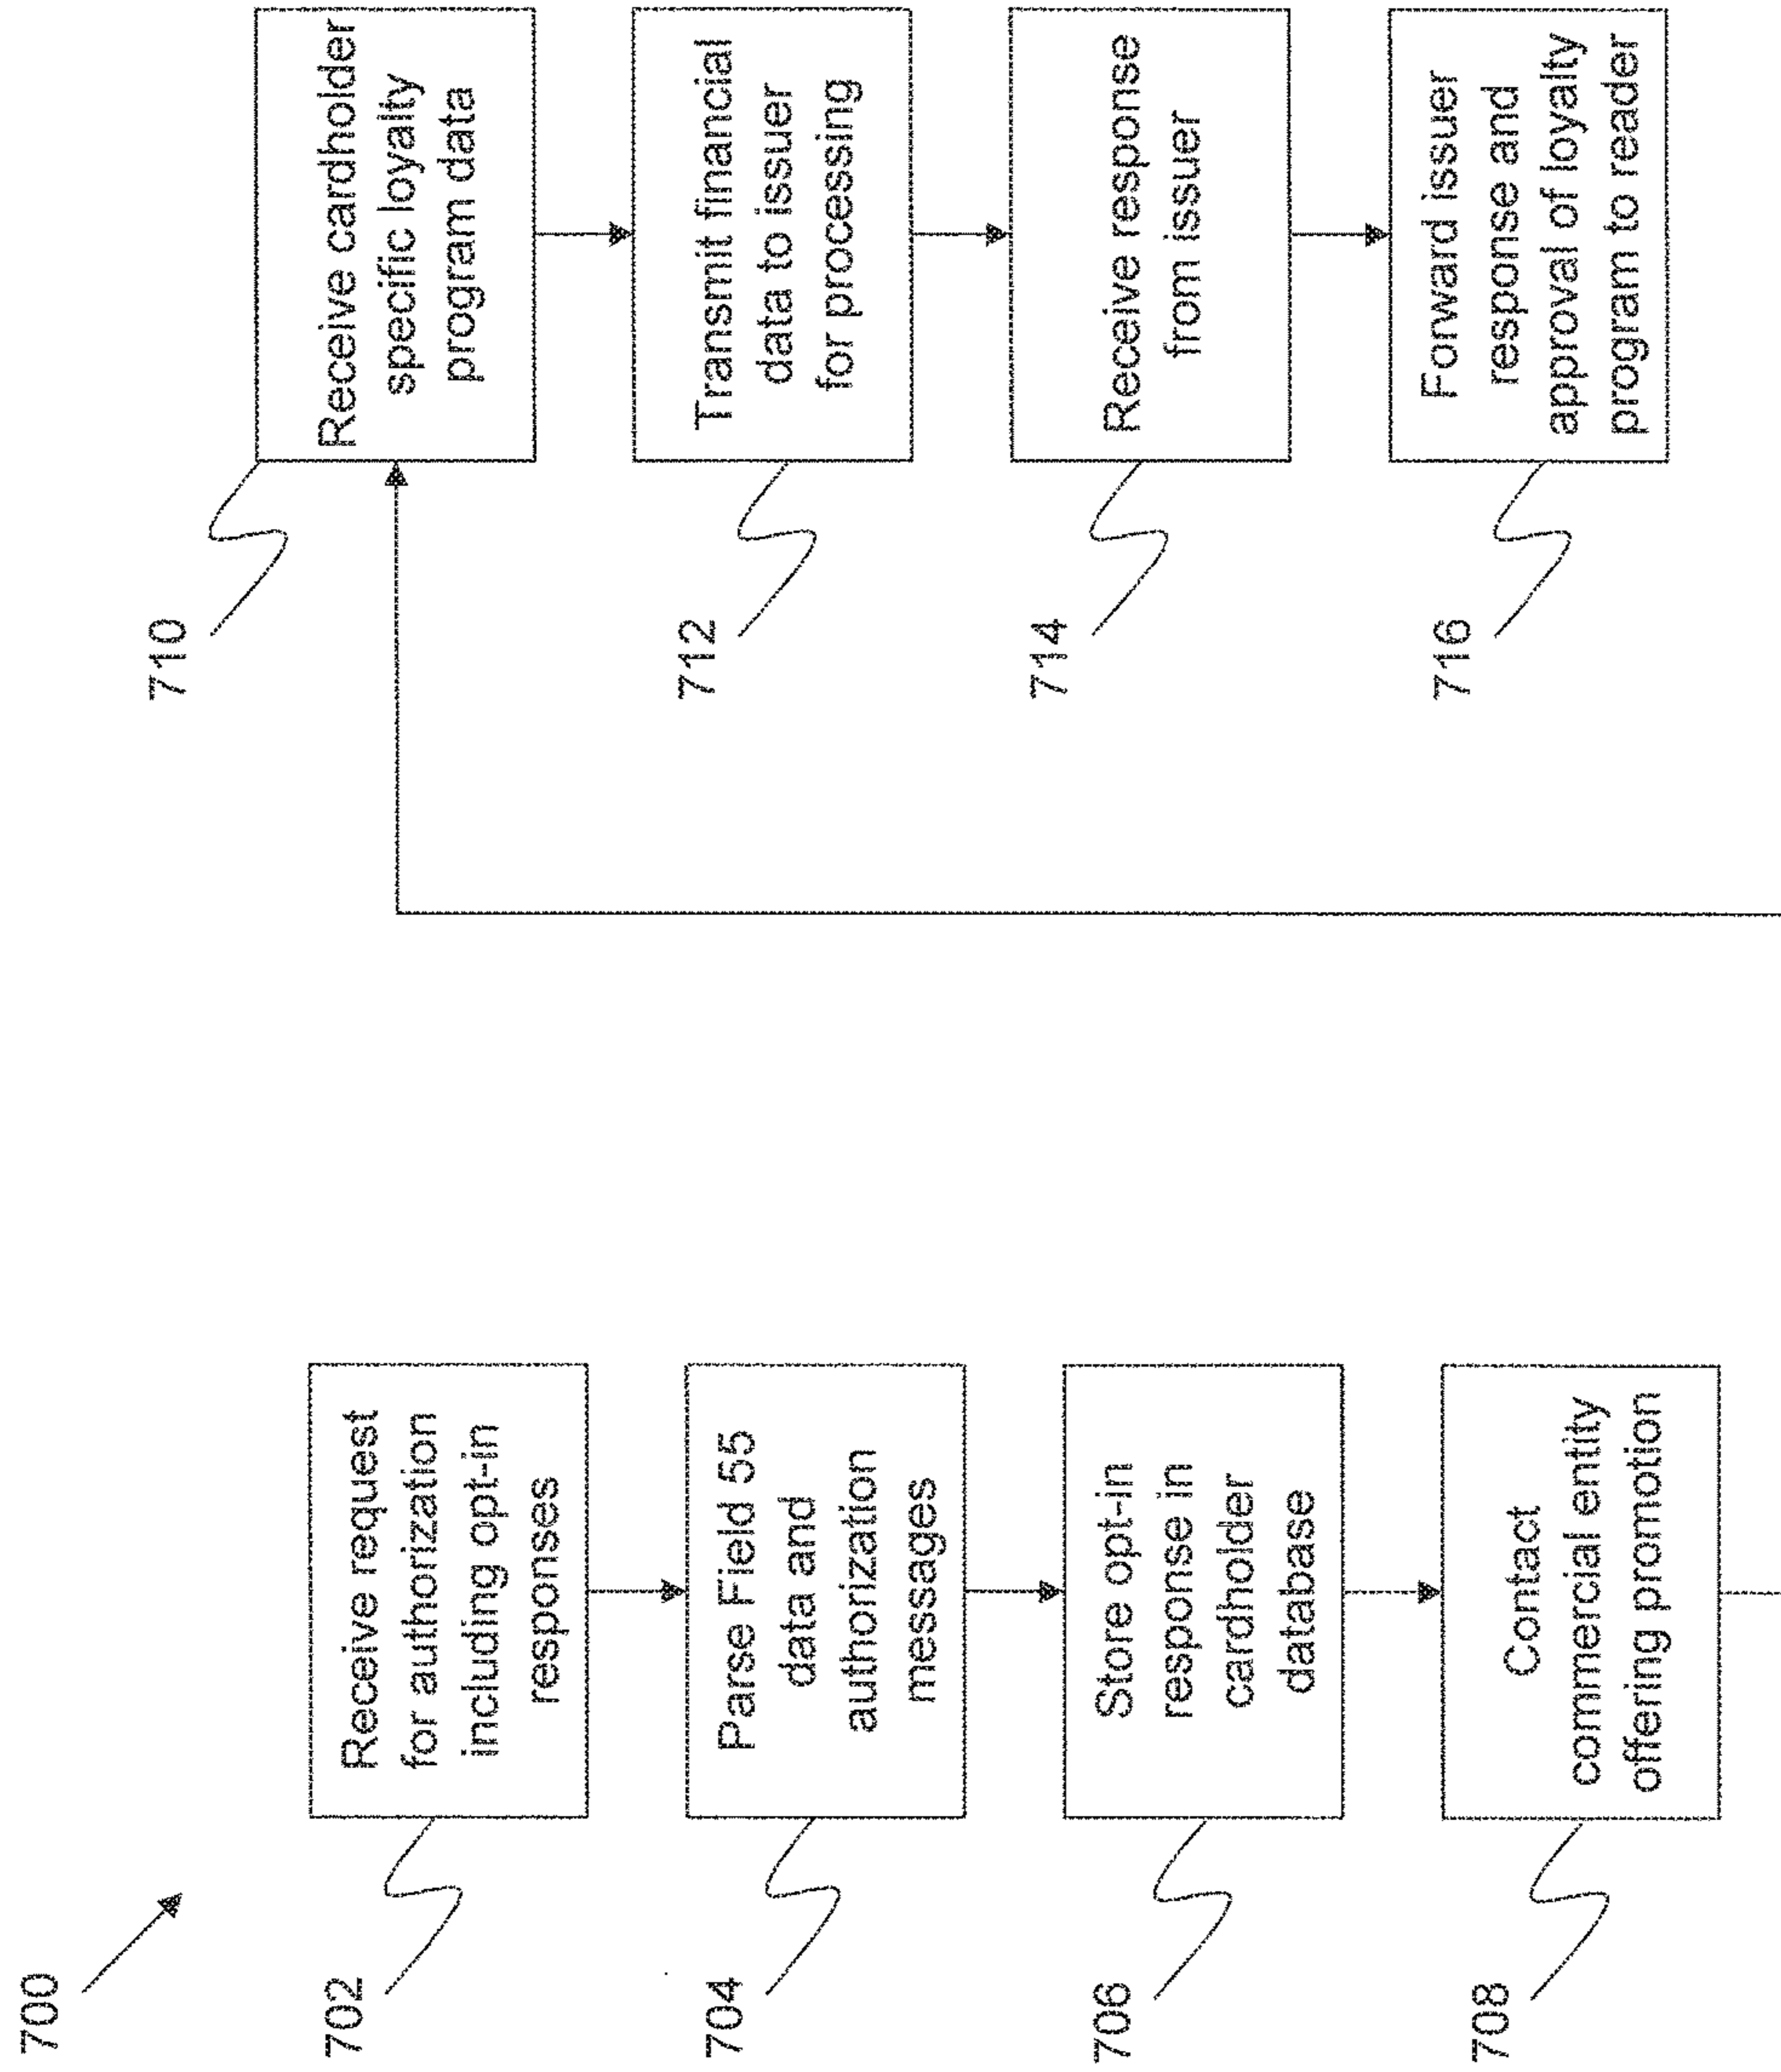 700
702
Receive request
for authorization
including opt-in
responses
704
Parse Field 55
data and
authorization
messages
706
Store opt-in
response in
cardholder
database
708
Contact
commercial entity
offering promotion
710
Receive cardholder
specific loyalty
program data
712
Transmit financial
data to issuer
for processing
714
Receive response
from issuer
716
Forward issuer
response and
approval of loyalty
program to reader